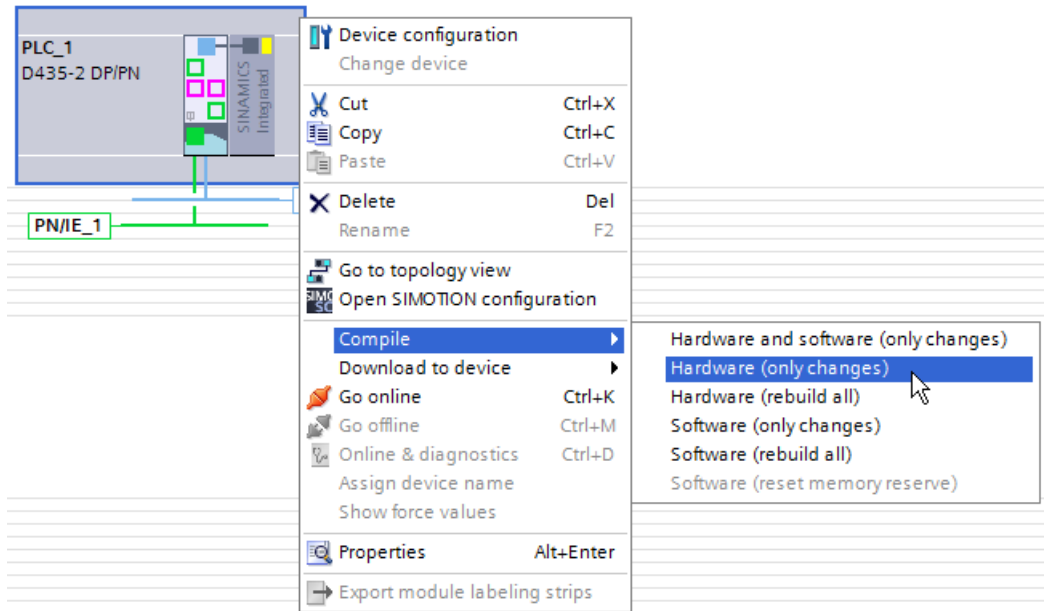 PLC_1
D435-2 DP/PN
SINAMICS
Integrated
PN/IE_1
Device configuration
Change device
Cut Ctrl+X
Copy Ctrl+C
Paste Ctrl+V
Delete Del
Rename F2
Go to topology view
SIMO
SC
Open SIMOTION configuration
Compile
Download to device
Go online Ctrl+K
Go offline Ctrl+M
Online & diagnostics Ctrl+D
Assign device name
Show force values
Properties Alt+Enter
Export module labeling strips
Hardware and software (only changes)
Hardware (only changes)
Hardware (rebuild all)
Software (only changes)
Software (rebuild all)
Software (reset memory reserve)